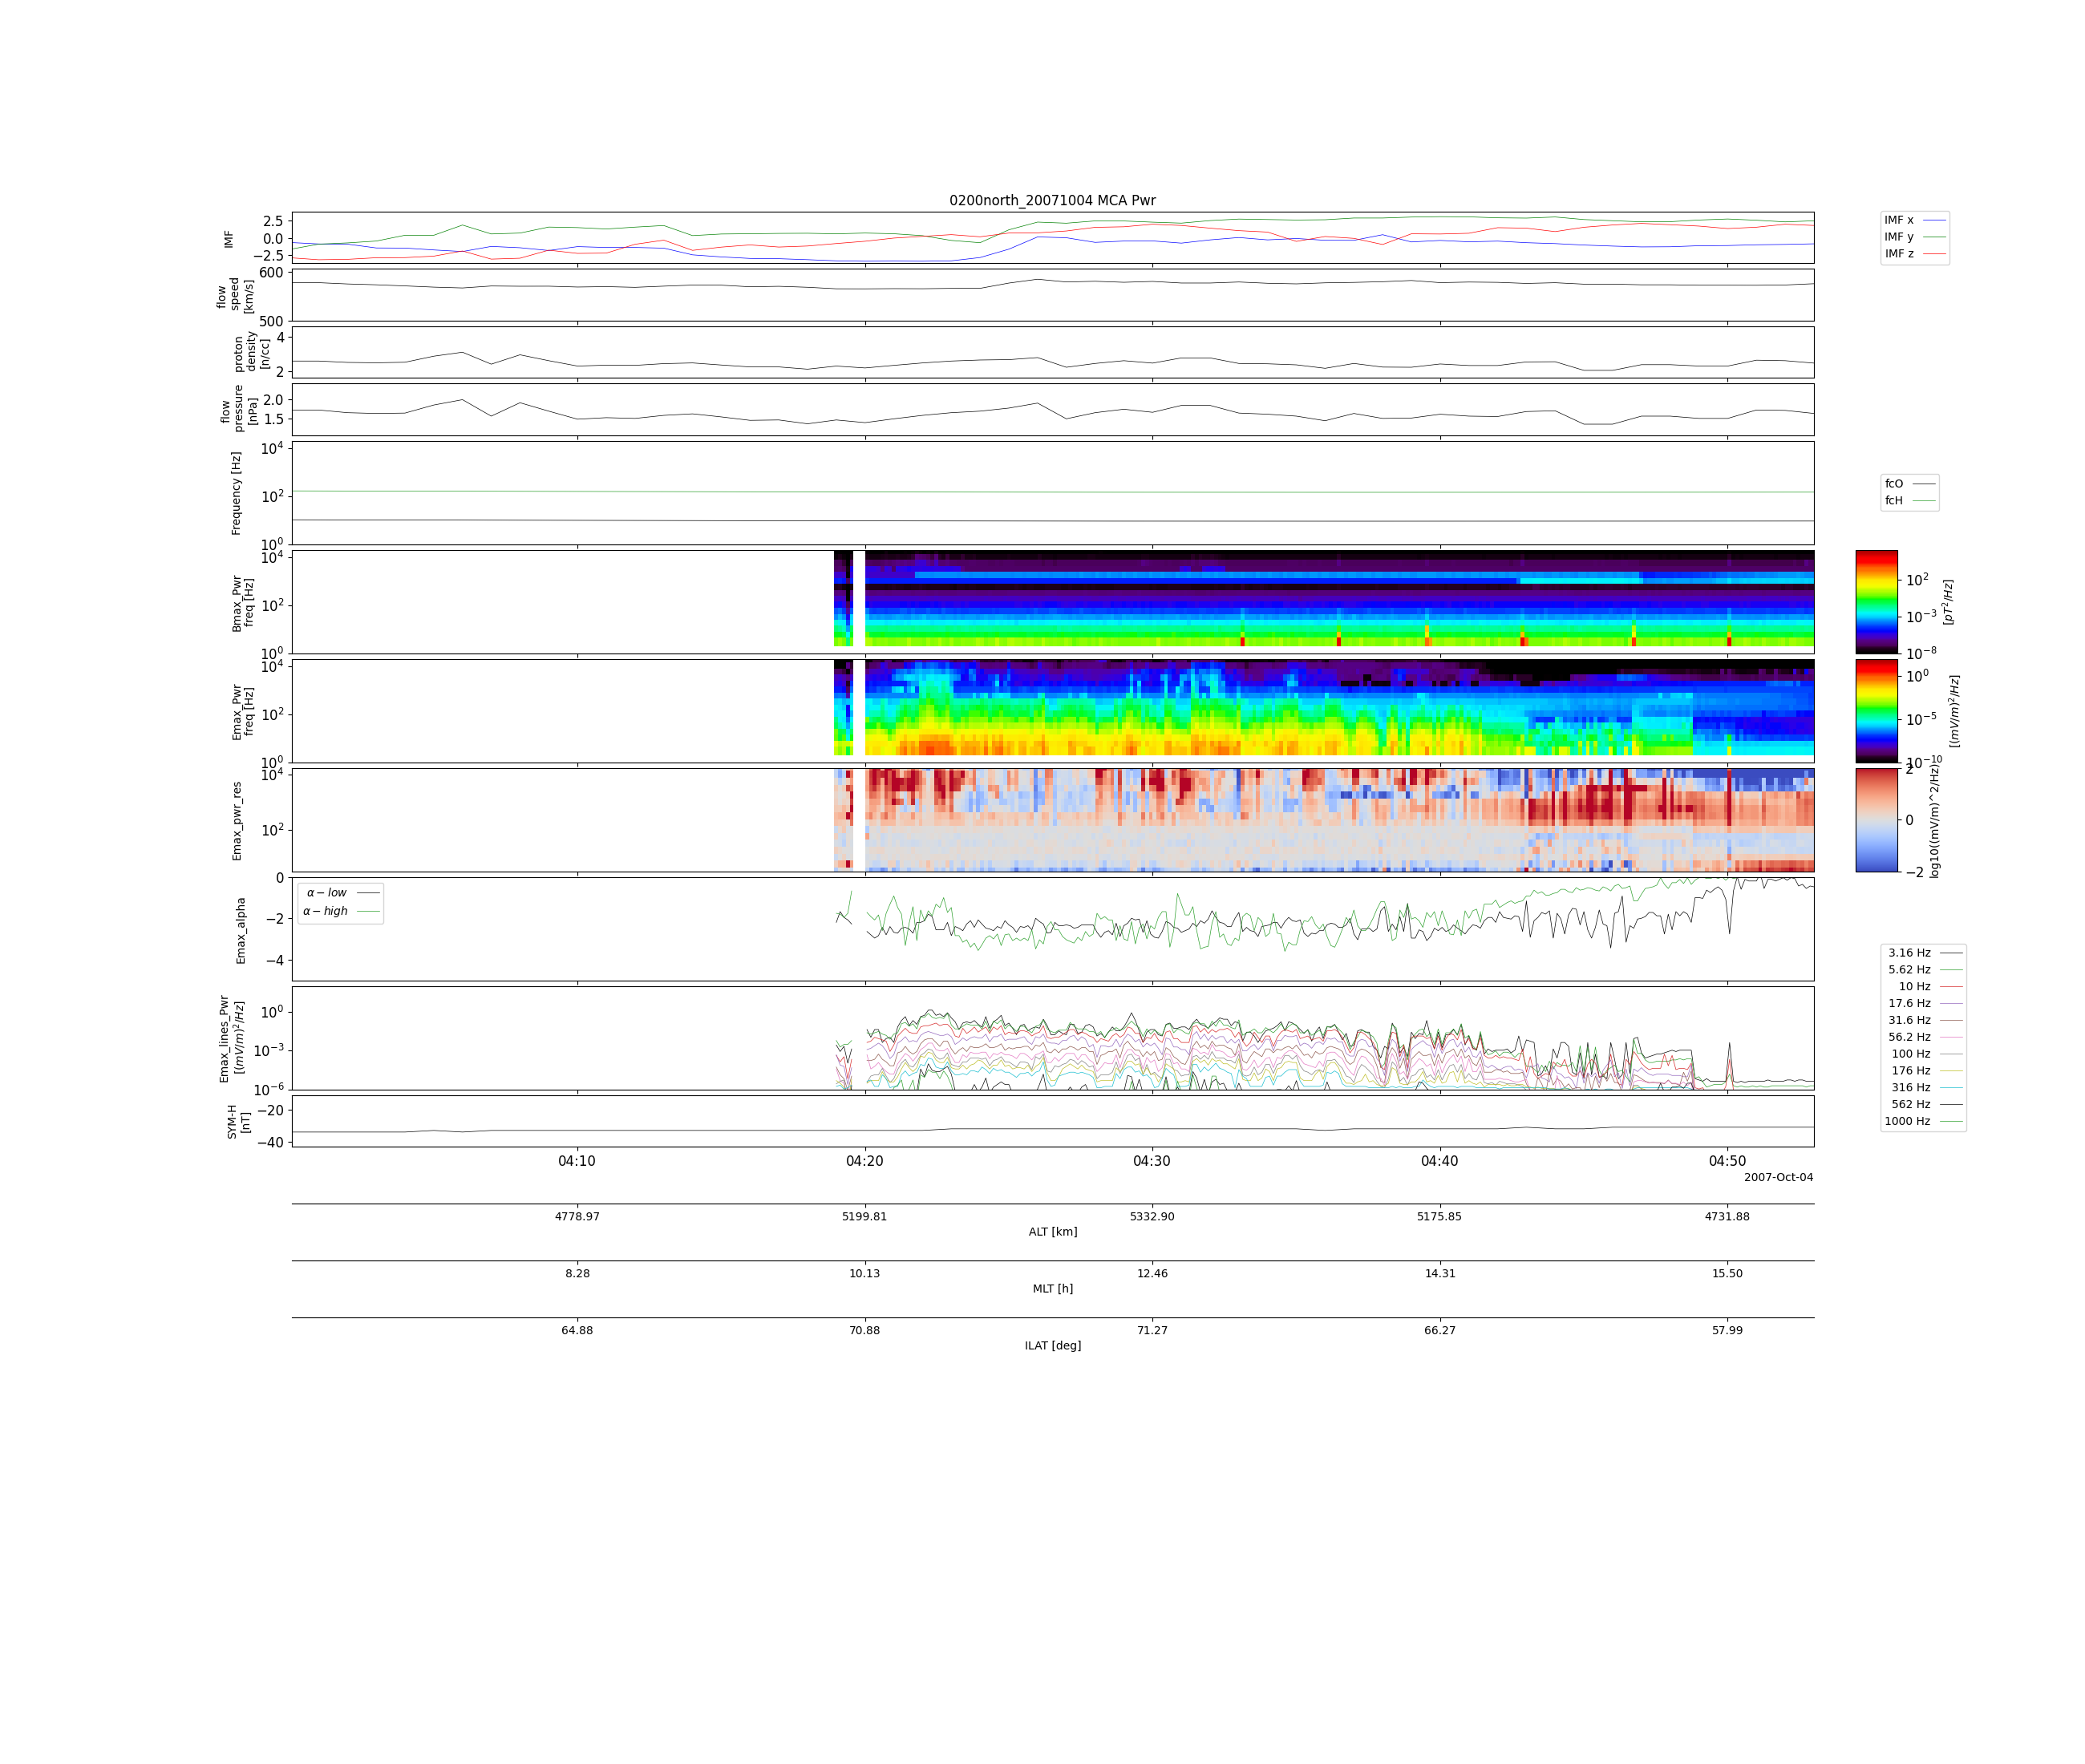 0200north_20071004 MCA Pwr
IMF
2.5
0.0
−2.5
IMF x
IMF y
IMF z
flow
speed
[km/s]
600
500
proton
density
[n/cc]
4
2
flow
pressure
[nPa]
2.0
1.5
Frequency [Hz]
10^4
10^2
10^0
fcO
fcH
Bmax_Pwr
freq [Hz]
10^4
10^2
10^0
10^2
10^−3
10^−8
[pT^2/Hz]
Emax_Pwr
freq [Hz]
10^4
10^2
10^0
10^0
10^−5
10^−10
[(mV/m)^2/Hz]
Emax_pwr_res
10^4
10^2
2
0
−2
log10((mV/m)^2/Hz)
Emax_alpha
0
−2
−4
α − low
α − high
Emax_lines_Pwr
[(mV/m)^2/Hz]
10^0
10^−3
10^−6
3.16 Hz
5.62 Hz
10 Hz
17.6 Hz
31.6 Hz
56.2 Hz
100 Hz
176 Hz
316 Hz
562 Hz
1000 Hz
SYM-H
[nT]
−20
−40
04:10 04:20 04:30 04:40 04:50
2007-Oct-04
4778.97 5199.81 5332.90 5175.85 4731.88
ALT [km]
8.28 10.13 12.46 14.31 15.50
MLT [h]
64.88 70.88 71.27 66.27 57.99
ILAT [deg]